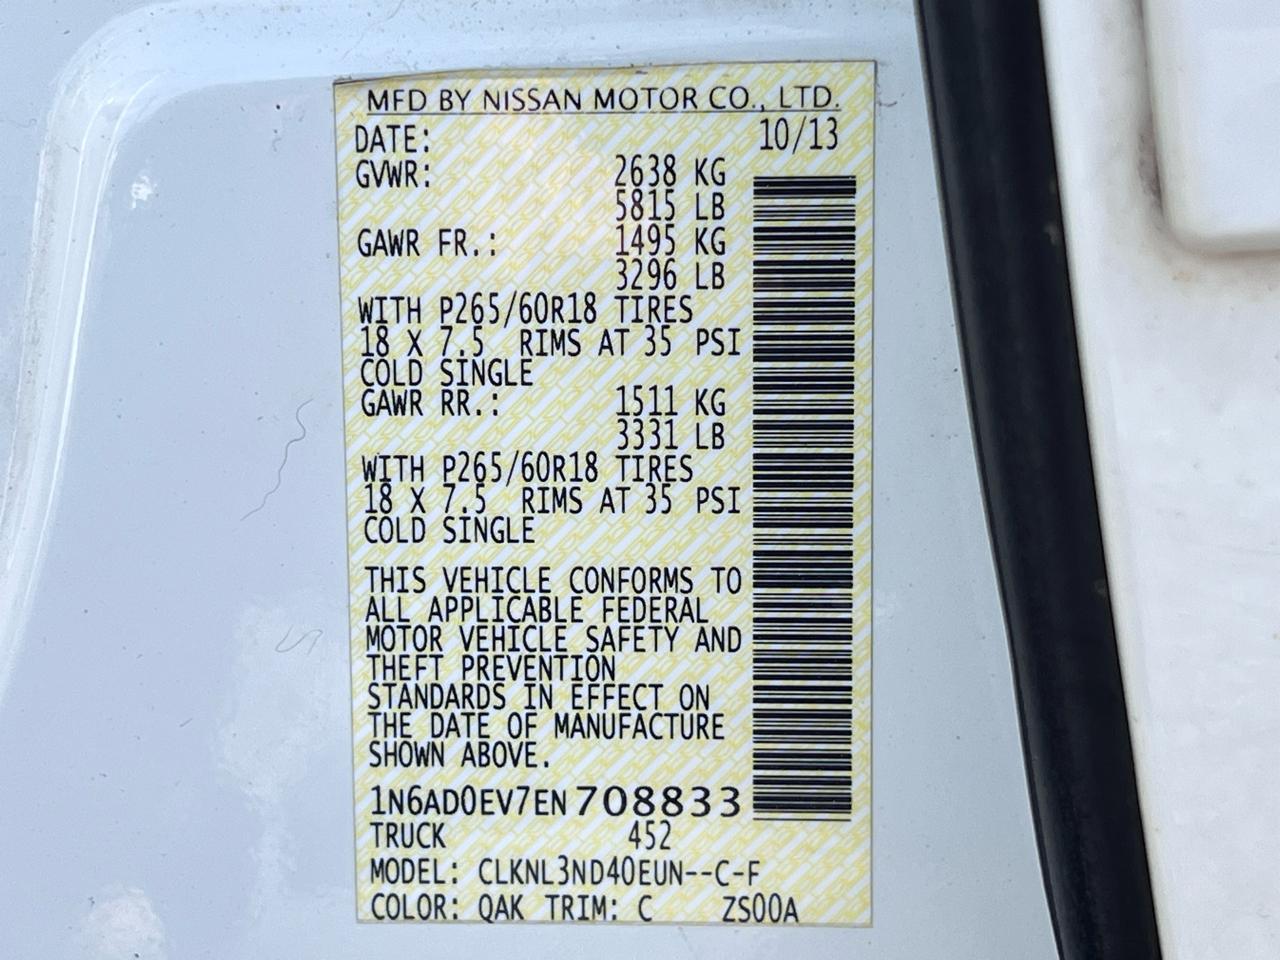 MFD BY NISSAN MOTOR CO., LTD.
DATE: 10/13
GVWR: 2638 KG
5815 LB
GAWR FR.: 1495 KG
3296 LB
WITH P265/60R18 TIRES
18 X 7.5 RIMS AT 35 PSI
COLD SINGLE
GAWR RR.: 1511 KG
3331 LB
WITH P265/60R18 TIRES
18 X 7.5 RIMS AT 35 PSI
COLD SINGLE
THIS VEHICLE CONFORMS TO
ALL APPLICABLE FEDERAL
MOTOR VEHICLE SAFETY AND
THEFT PREVENTION
STANDARDS IN EFFECT ON
THE DATE OF MANUFACTURE
SHOWN ABOVE.
1N6AD0EV7EN708833
TRUCK 452
MODEL: CLKNL3ND40EUN--C-F
COLOR: QAK TRIM: C ZS00A